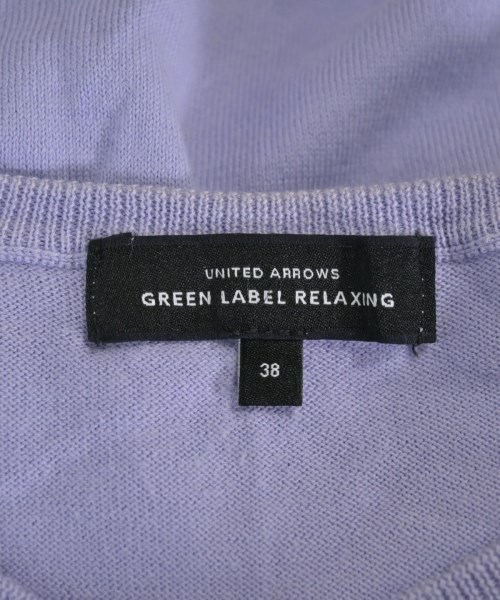 UNITED ARROWS
GREEN LABEL RELAXING
38